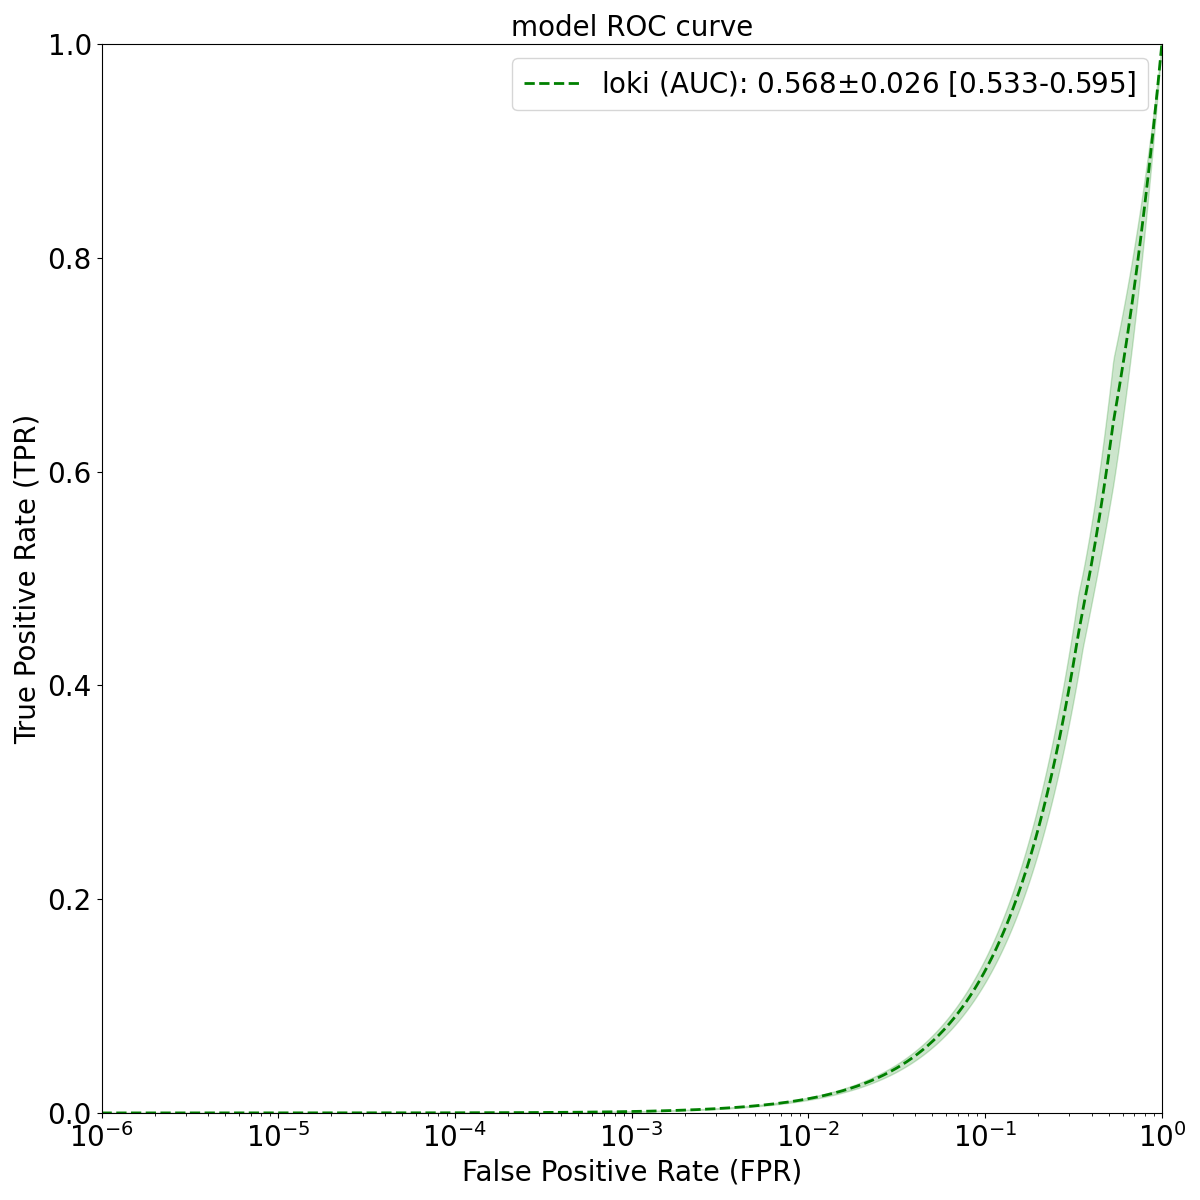 model ROC curve
loki (AUC): 0.568±0.026 [0.533-0.595]
1.0
0.8
0.6
0.4
0.2
0.0
True Positive Rate (TPR)
10⁻⁶ 10⁻⁵ 10⁻⁴ 10⁻³ 10⁻² 10⁻¹ 10⁰
False Positive Rate (FPR)